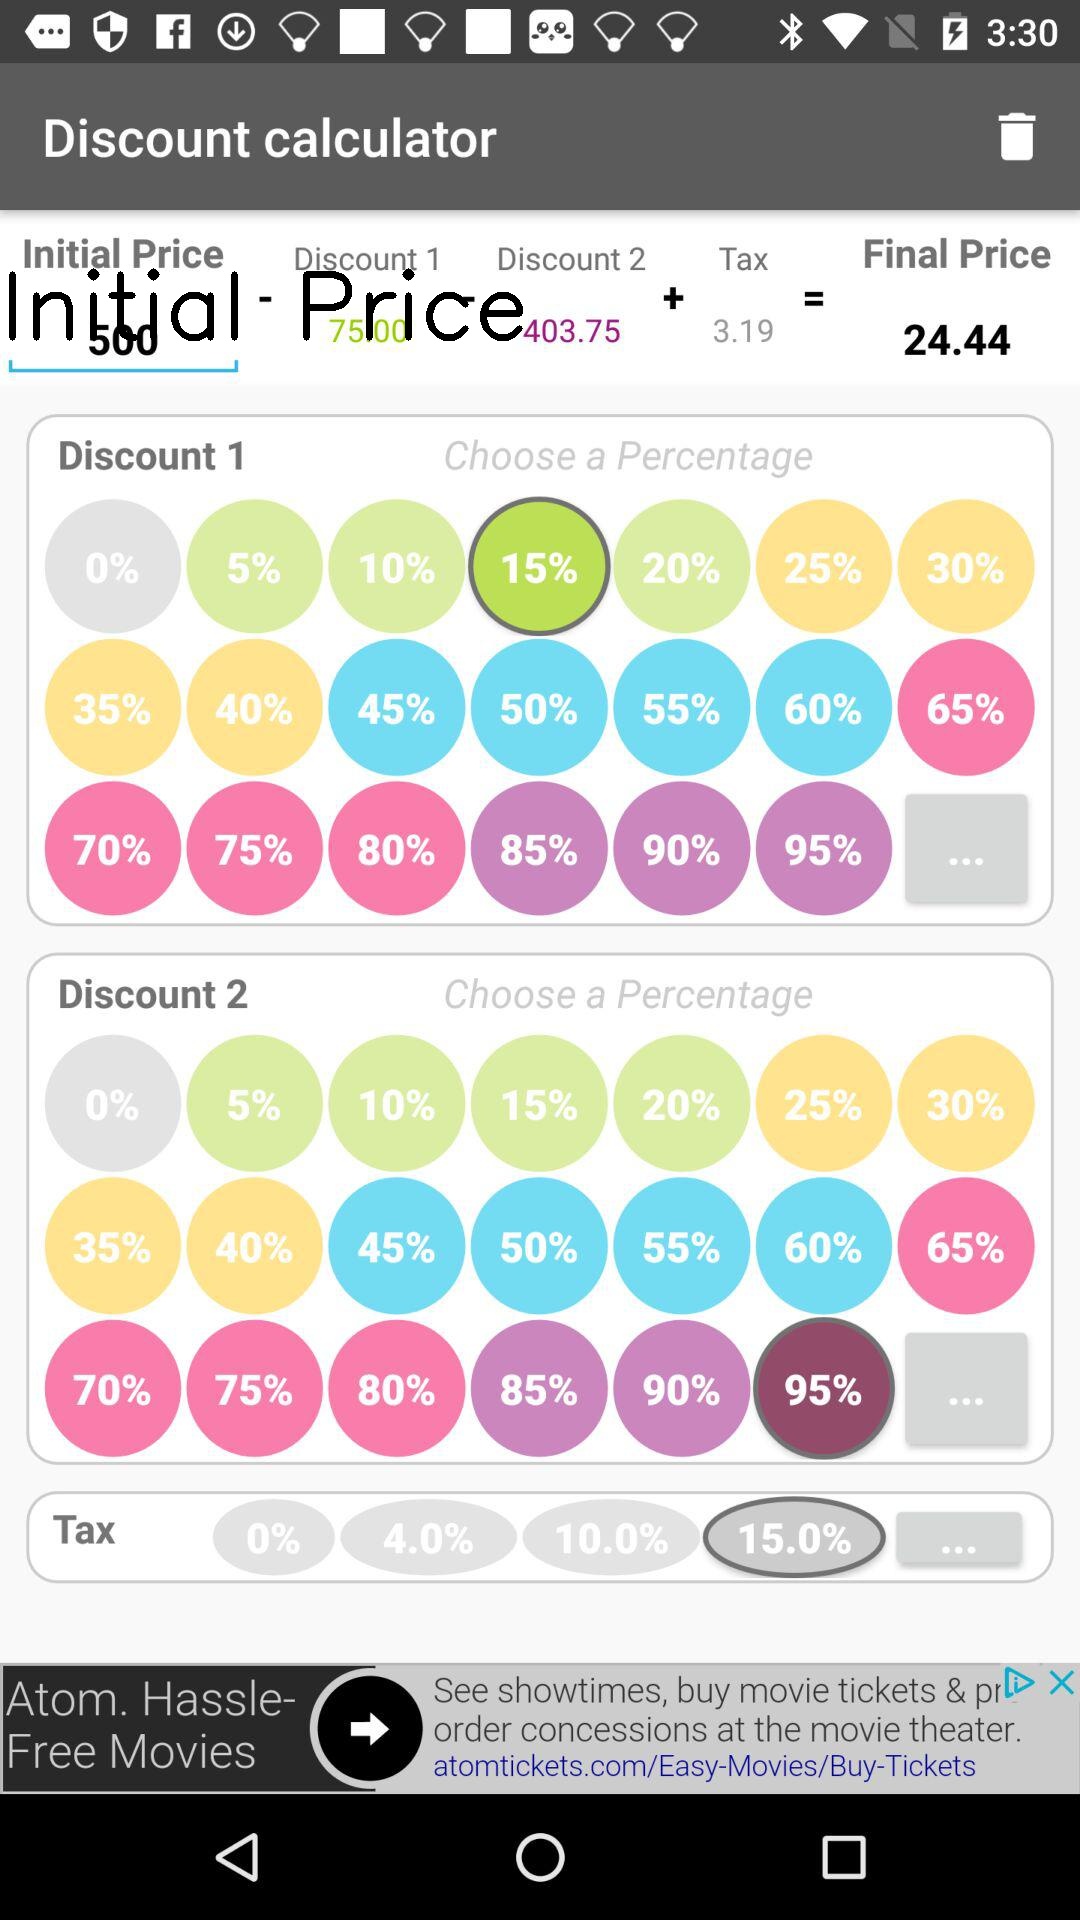 3:30
Discount calculator
Initial Price Discount 1 Discount 2 Tax Final Price
Initial Price
500 - 75.00 - 403.75 + 3.19 = 24.44
Discount 1 Choose a Percentage
0% 5% 10% 15% 20% 25% 30%
35% 40% 45% 50% 55% 60% 65%
70% 75% 80% 85% 90% 95% ...
Discount 2 Choose a Percentage
0% 5% 10% 15% 20% 25% 30%
35% 40% 45% 50% 55% 60% 65%
70% 75% 80% 85% 90% 95% ...
Tax 0% 4.0% 10.0% 15.0% ...
Atom. Hassle-
Free Movies
See showtimes, buy movie tickets &
order concessions at the movie theater.
atomtickets.com/Easy-Movies/Buy-Tickets